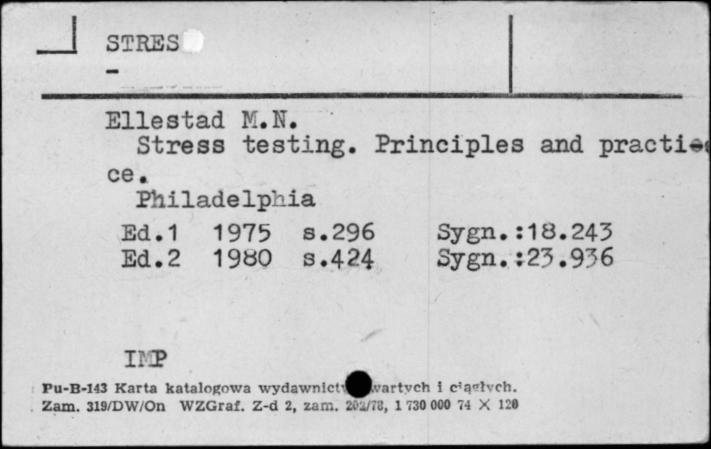 STRES
-
Ellestad M.N.
Stress testing. Principles and practi-
ce.
Philadelphia
Ed.1 1975 s.296 Sygn.:18.243
Ed.2 1980 s.424 Sygn.:23.936
IMP
Pu-B-143 Karta katalogowa wydawnict wartych i ciągłych.
Zam. 319/DW/On WZGraf. Z-d 2, zam. 202/78, 1 730 000 74 X 120